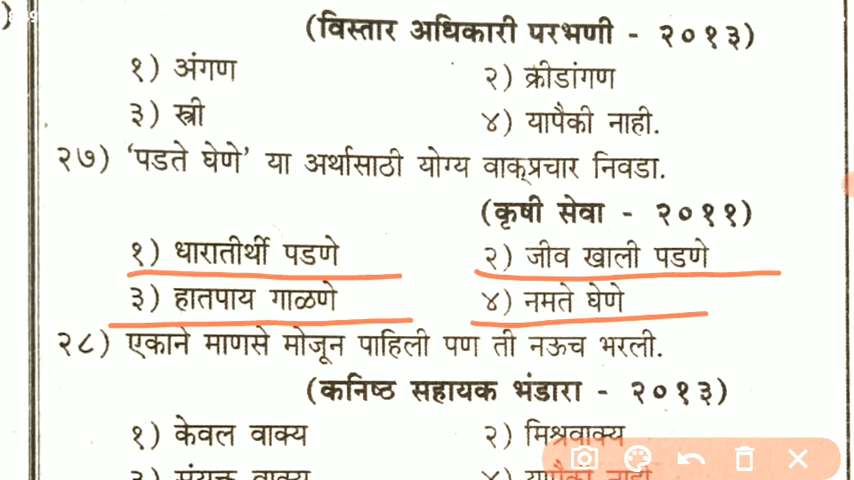 (विस्तार अधिकारी परभणी - २०१३)
१) अंगण २) क्रीडांगण
३) स्त्री ४) यापैकी नाही.
२७) 'पडते घेणे' या अर्थासाठी योग्य वाक्प्रचार निवडा.
(कृषी सेवा - २०११)
१) धारातीर्थी पडणे २) जीव खाली पडणे
३) हातपाय गाळणे ४) नमते घेणे
२८) एकाने माणसे मोजून पाहिली पण ती नऊच भरली.
(कनिष्ठ सहायक भंडारा - २०१३)
१) केवल वाक्य २) मिश्रवाक्य
३) संयुक्त वाक्य ४) यापैकी नाही